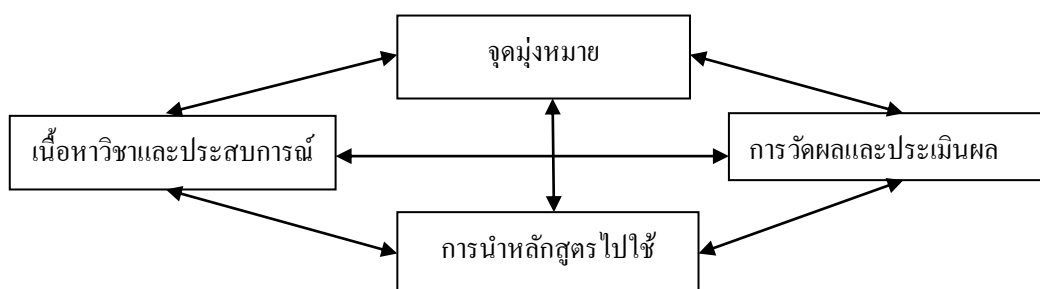 จุดมุ่งหมาย
เนื้อหาวิชาและประสบการณ์
การวัดผลและประเมินผล
การนำหลักสูตรไปใช้